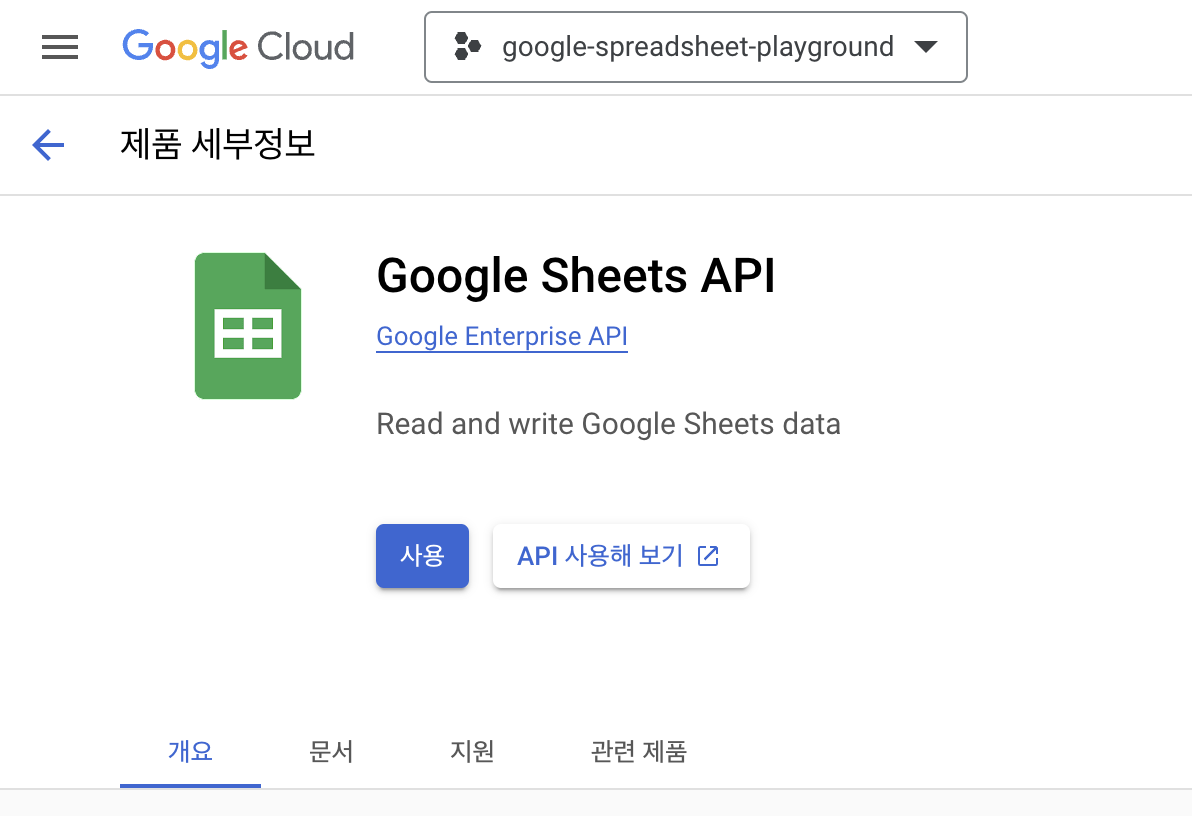 Google Cloud
google-spreadsheet-playground
제품 세부정보
Google Sheets API
Google Enterprise API
Read and write Google Sheets data
사용
API 사용해 보기
개요 문서 지원 관련 제품